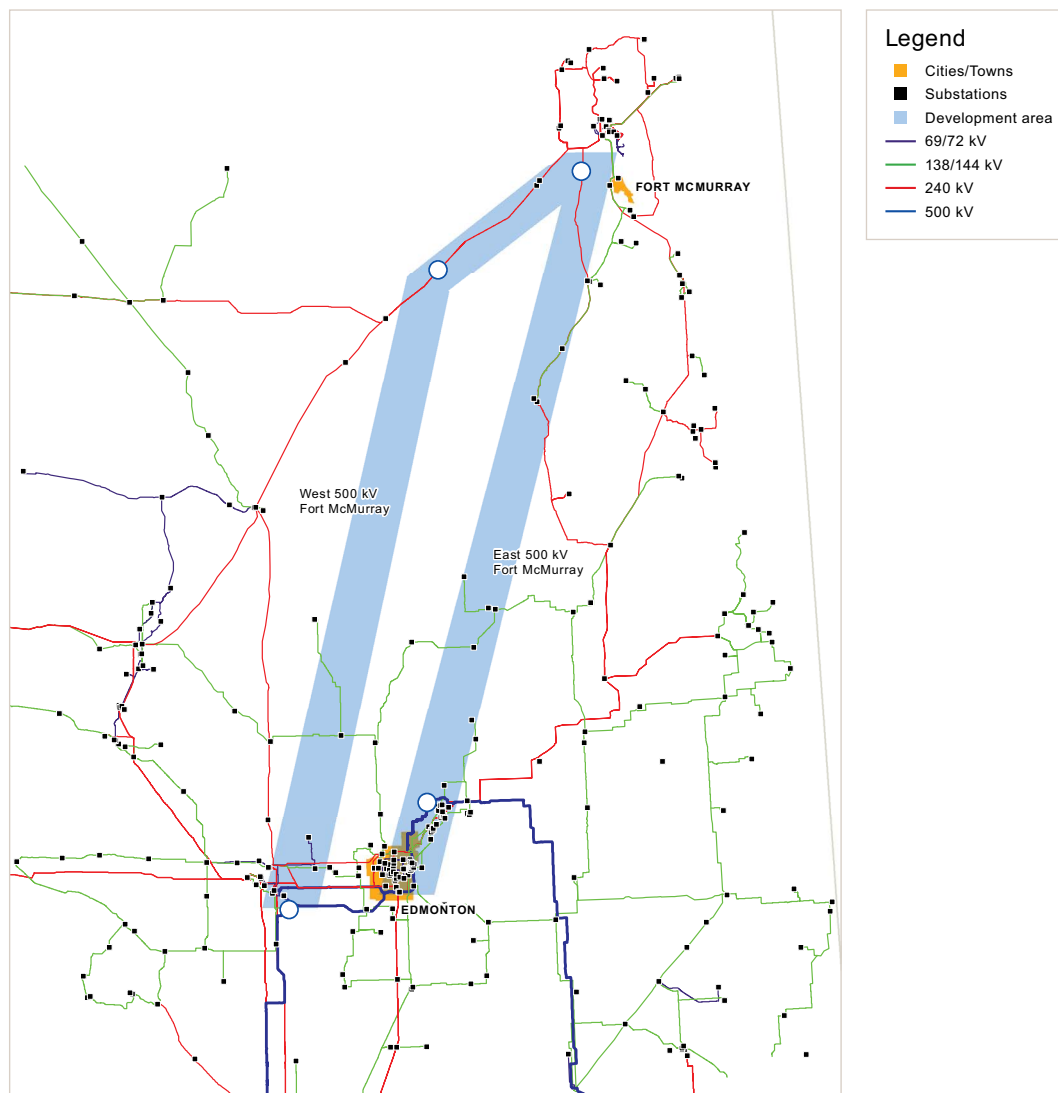 Legend
Cities/Towns
Substations
Development area
69/72 kV
138/144 kV
240 kV
500 kV
FORT MCMURRAY
West 500 kV
Fort McMurray
East 500 kV
Fort McMurray
EDMONTON